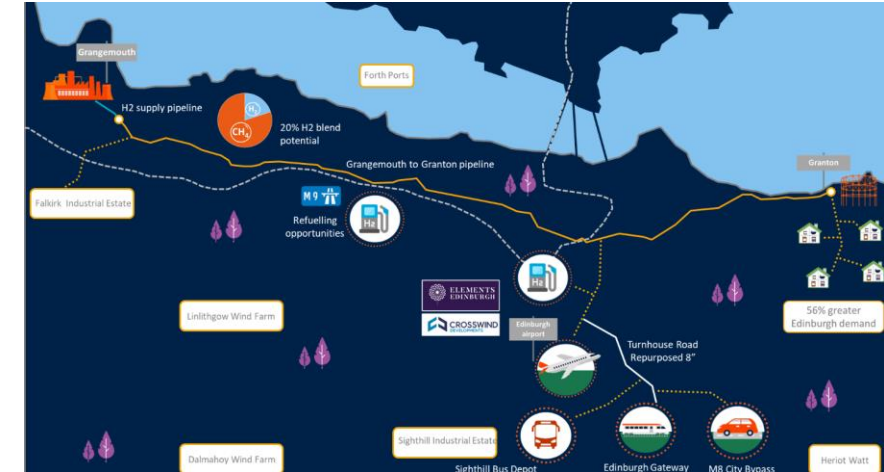 Grangemouth
Forth Ports
H2 supply pipeline
H₂
CH₄
20% H2 blend
potential
Grangemouth to Granton pipeline
Granton
Falkirk Industrial Estate
M9
Refuelling
opportunities
H₂
H₂
ELEMENTS
EDINBURGH
CROSSWIND
DEVELOPMENTS
Edinburgh
airport
Linlithgow Wind Farm
56% greater
Edinburgh demand
Turnhouse Road
Repurposed 8"
Sighthill Industrial Estate
Dalmahoy Wind Farm
Sighthill Bus Depot
Edinburgh Gateway
M8 City Bypass
Heriot Watt